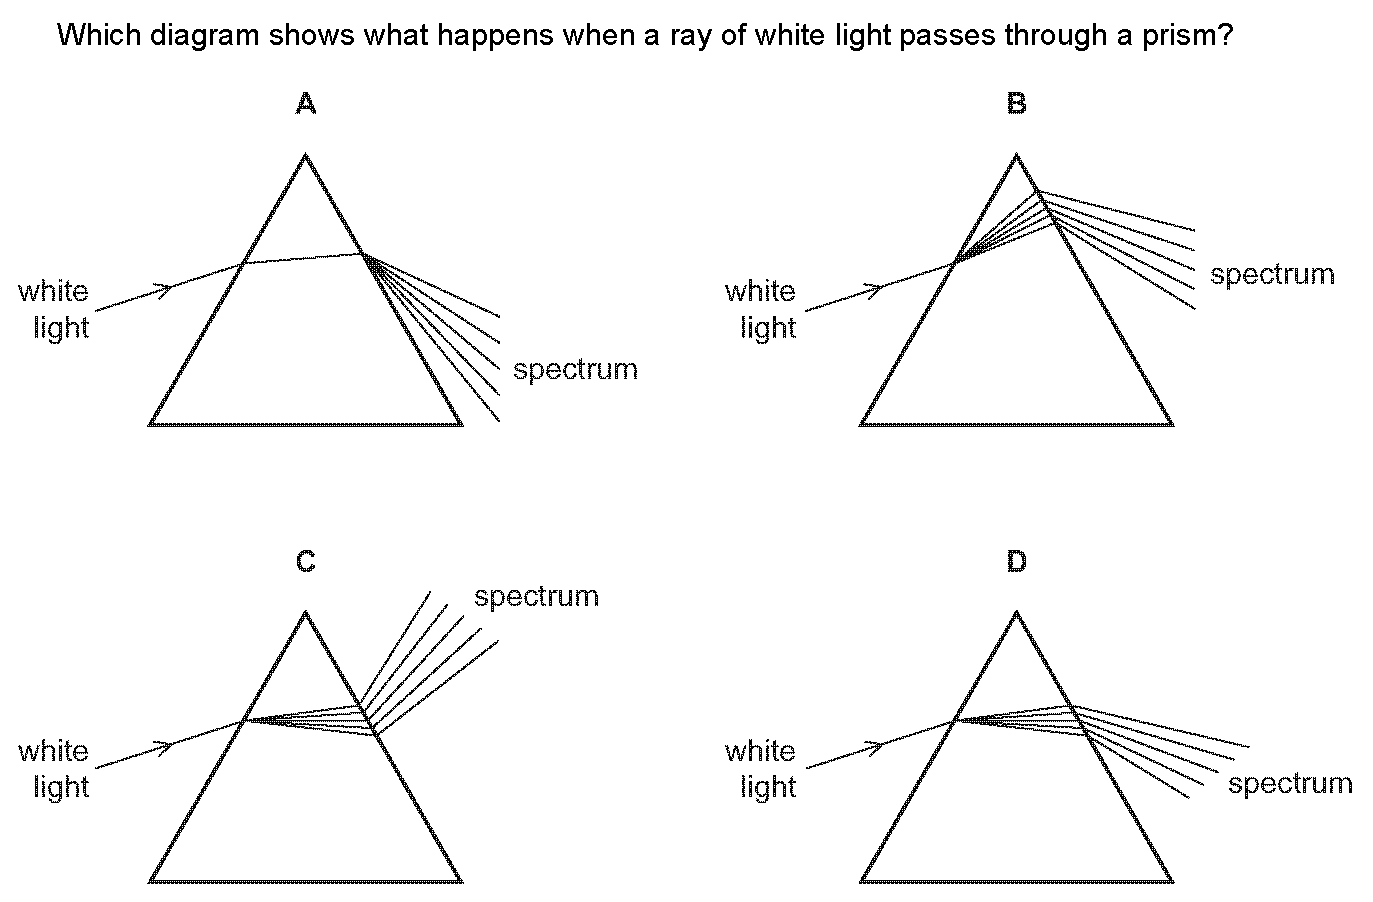 Which diagram shows what happens when a ray of white light passes through a prism?
A
white
light
spectrum
B
white
light
spectrum
C
spectrum
white
light
D
white
light
spectrum